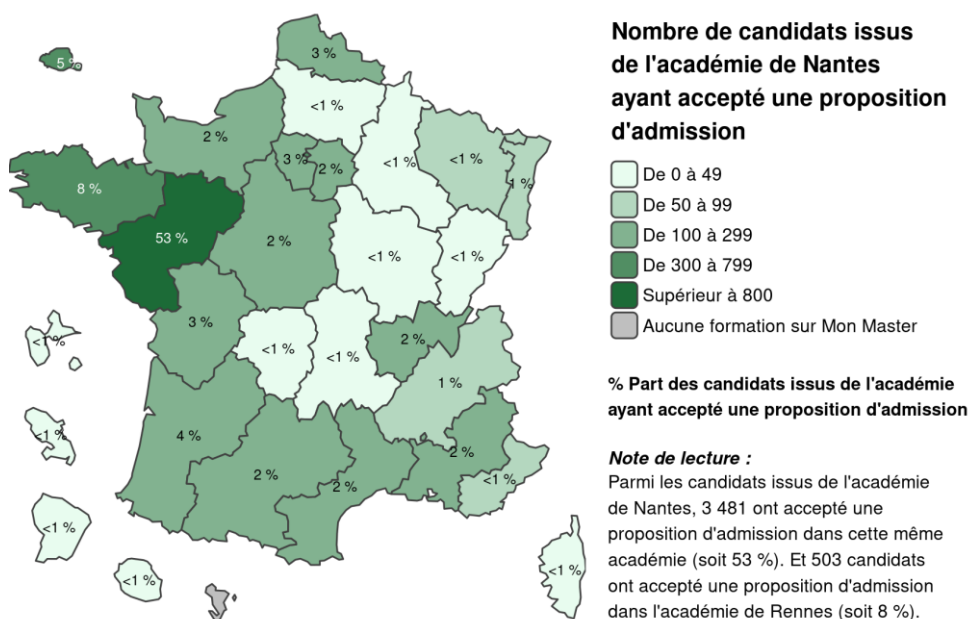 Nombre de candidats issus
de l'académie de Nantes
ayant accepté une proposition
d'admission
De 0 à 49
De 50 à 99
De 100 à 299
De 300 à 799
Supérieur à 800
Aucune formation sur Mon Master
% Part des candidats issus de l'académie
ayant accepté une proposition d'admission
Note de lecture :
Parmi les candidats issus de l'académie
de Nantes, 3 481 ont accepté une
proposition d'admission dans cette même
académie (soit 53 %). Et 503 candidats
ont accepté une proposition d'admission
dans l'académie de Rennes (soit 8 %).
3 %
5 %
<1 %
2 %
3 %
2 %
<1 %
<1 %
1 %
8 %
53 %
2 %
<1 %
<1 %
3 %
<1 %
<1 %
<1 %
2 %
1 %
<1 %
4 %
2 %
2 %
2 %
<1 %
<1 %
<1 %
<1 %